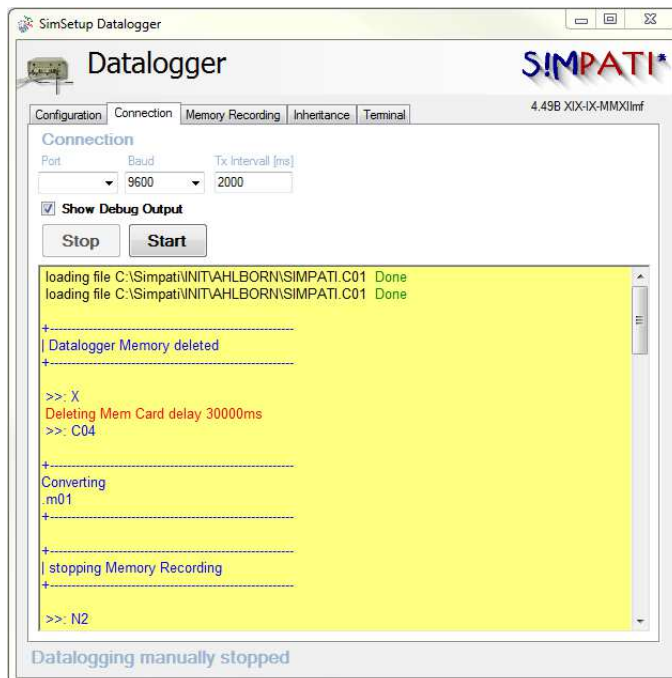 SimSetup Datalogger
Datalogger
S!MPATI*
4.49B XIX-IX-MMXIImf
Configuration Connection Memory Recording Inheritance Terminal
Connection
Port Baud Tx Intervall [ms]
9600 2000
Show Debug Output
Stop Start
loading file C:\Simpati\INIT\AHLBORN\SIMPATI.C01 Done
loading file C:\Simpati\INIT\AHLBORN\SIMPATI.C01 Done
+--------------------------------------------------------
| Datalogger Memory deleted
+--------------------------------------------------------
>>: X
Deleting Mem Card delay 30000ms
>>: C04
+--------------------------------------------------------
Converting
.m01
+--------------------------------------------------------
+--------------------------------------------------------
| stopping Memory Recording
+--------------------------------------------------------
>>: N2
Datalogging manually stopped